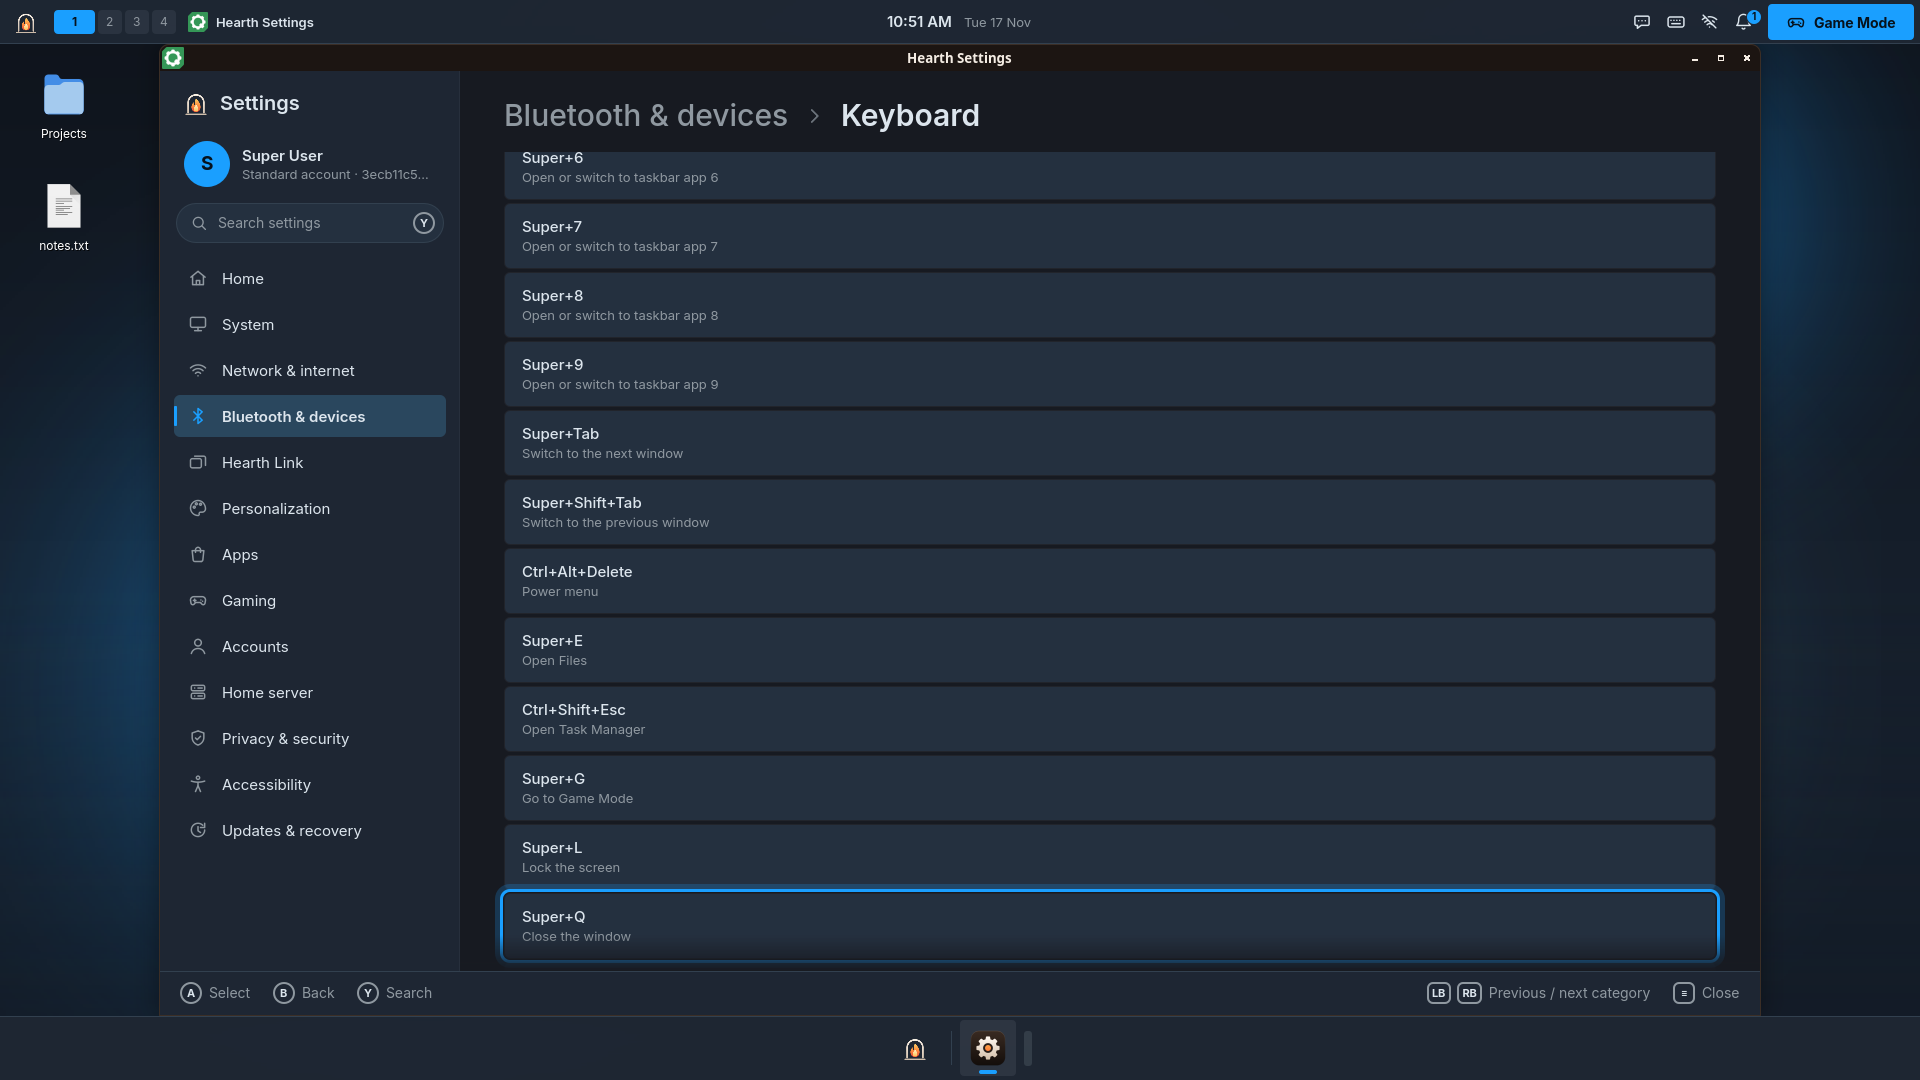 1
2
3
4
Hearth Settings
10:51 AM
Tue 17 Nov
1
Game Mode
Hearth Settings
Projects
notes.txt
Settings
S
Super User
Standard account · 3ecb11c5...
Search settings
Y
Home
System
Network & internet
Bluetooth & devices
Hearth Link
Personalization
Apps
Gaming
Accounts
Home server
Privacy & security
Accessibility
Updates & recovery
Bluetooth & devices > Keyboard
Super+6
Open or switch to taskbar app 6
Super+7
Open or switch to taskbar app 7
Super+8
Open or switch to taskbar app 8
Super+9
Open or switch to taskbar app 9
Super+Tab
Switch to the next window
Super+Shift+Tab
Switch to the previous window
Ctrl+Alt+Delete
Power menu
Super+E
Open Files
Ctrl+Shift+Esc
Open Task Manager
Super+G
Go to Game Mode
Super+L
Lock the screen
Super+Q
Close the window
A Select
B Back
Y Search
LB RB Previous / next category
Close